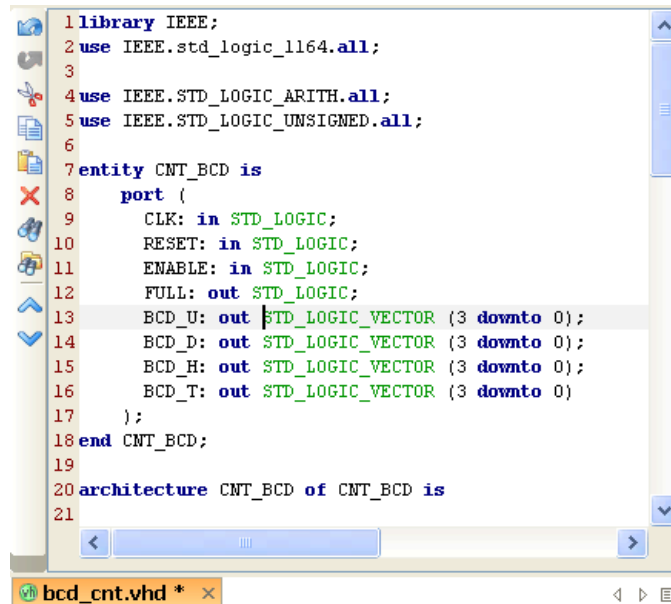 1 library IEEE;
2 use IEEE.std_logic_1164.all;
3
4 use IEEE.STD_LOGIC_ARITH.all;
5 use IEEE.STD_LOGIC_UNSIGNED.all;
6
7 entity CNT_BCD is
8 port (
9 CLK: in STD_LOGIC;
10 RESET: in STD_LOGIC;
11 ENABLE: in STD_LOGIC;
12 FULL: out STD_LOGIC;
13 BCD_U: out STD_LOGIC_VECTOR (3 downto 0);
14 BCD_D: out STD_LOGIC_VECTOR (3 downto 0);
15 BCD_H: out STD_LOGIC_VECTOR (3 downto 0);
16 BCD_T: out STD_LOGIC_VECTOR (3 downto 0)
17 );
18 end CNT_BCD;
19
20 architecture CNT_BCD of CNT_BCD is
21
vh bcd_cnt.vhd * ×